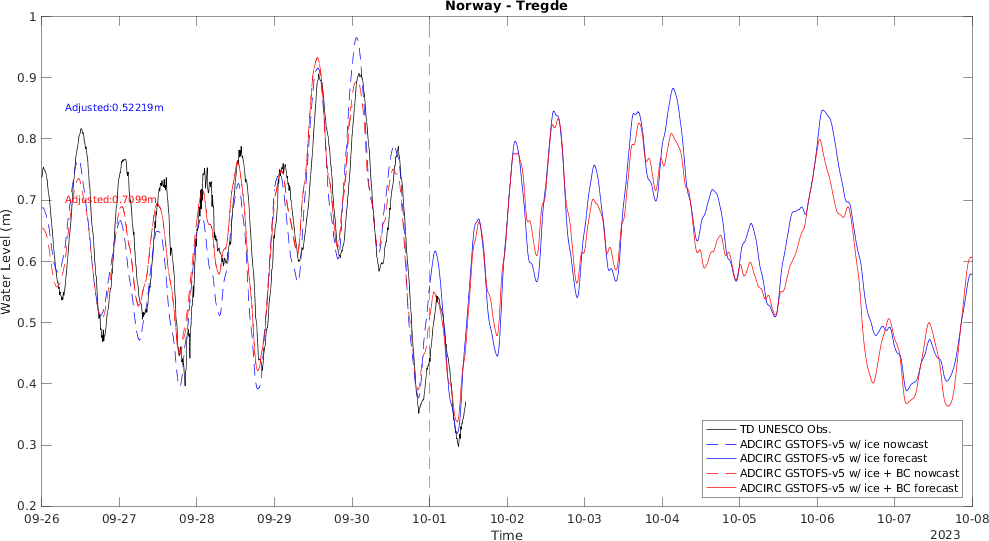 Norway - Tregde
1
0.9
0.8
0.7
0.6
0.5
0.4
0.3
0.2
Water Level (m)
Adjusted:0.52219m
Adjusted:0.7099m
TD UNESCO Obs.
ADCIRC GSTOFS-v5 w/ ice nowcast
ADCIRC GSTOFS-v5 w/ ice forecast
ADCIRC GSTOFS-v5 w/ ice + BC nowcast
ADCIRC GSTOFS-v5 w/ ice + BC forecast
09-26 09-27 09-28 09-29 09-30 10-01 10-02 10-03 10-04 10-05 10-06 10-07 10-08
Time
2023